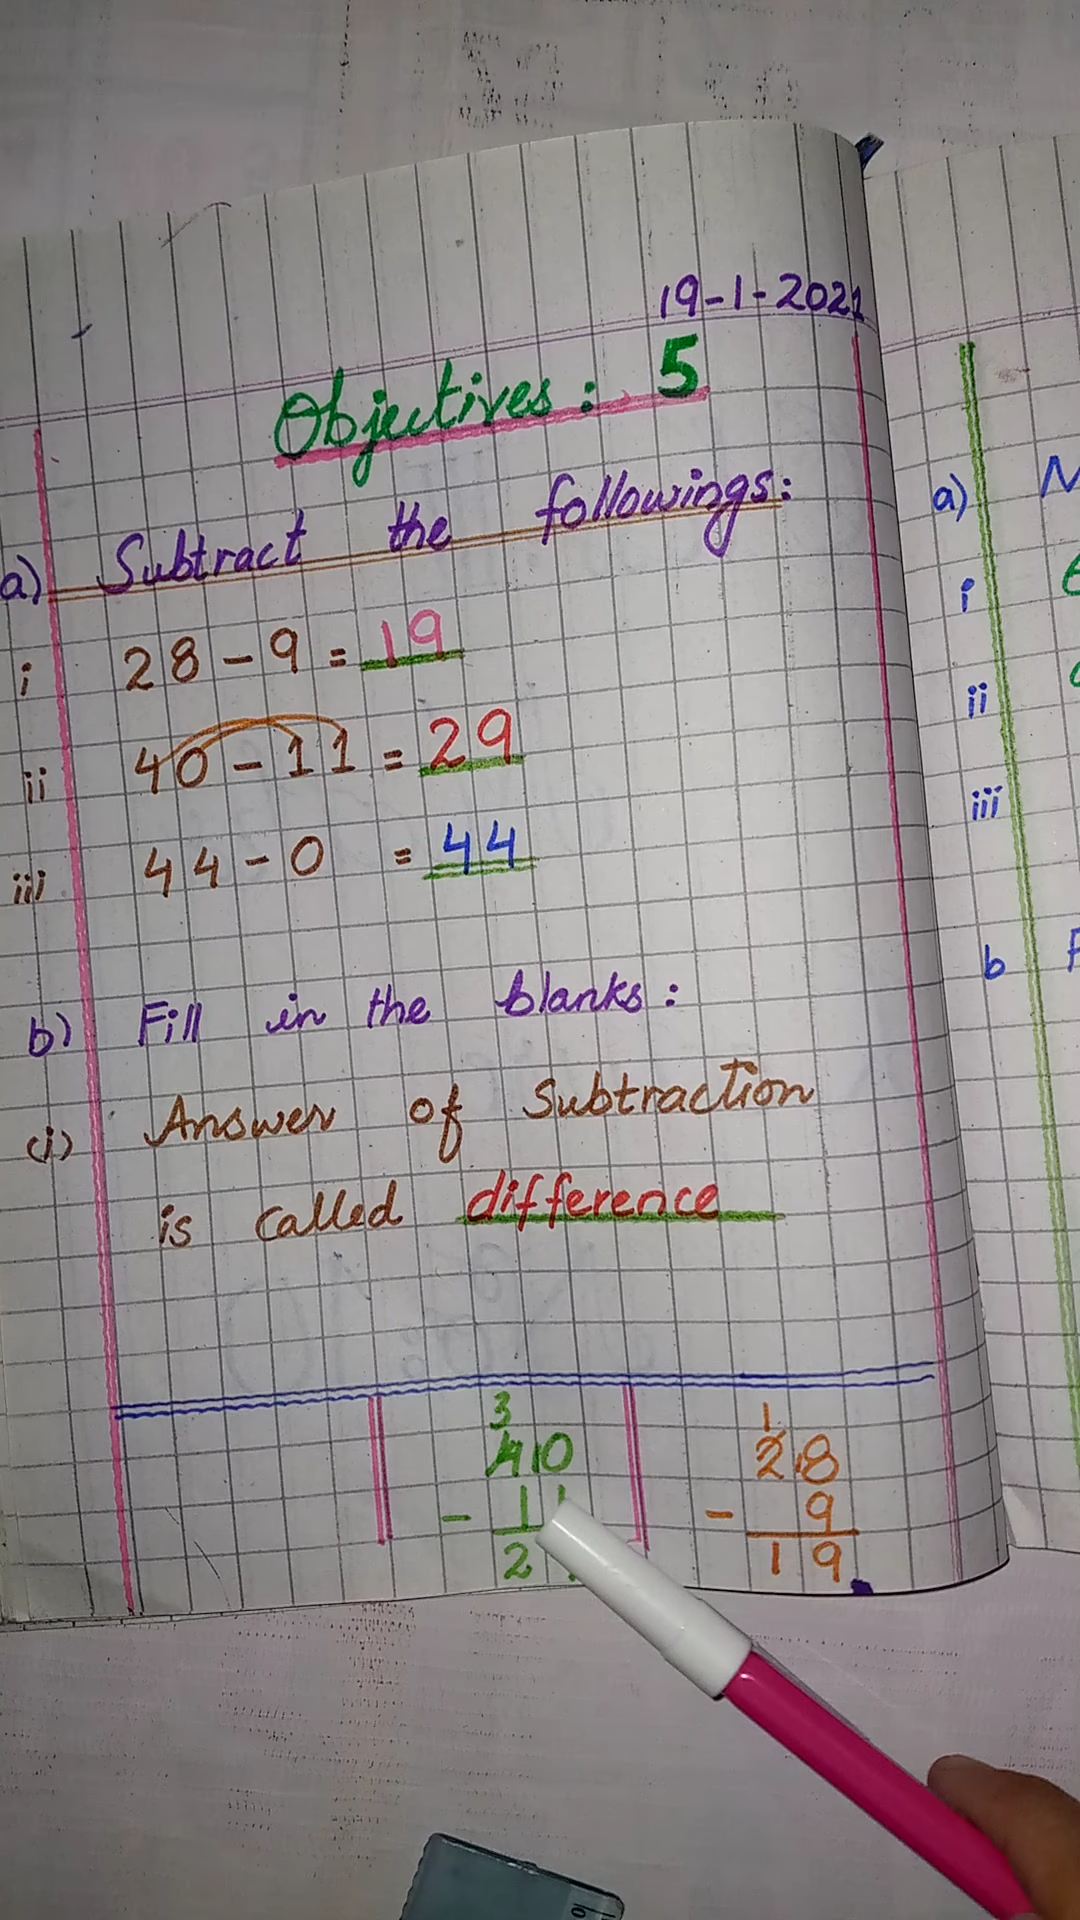 19-1-2021
Objectives: 5
a) Subtract the followings:
i 28-9 = 19
ii 40-11 = 29
iii 44-0 = 44
b) Fill in the blanks:
(i) Answer of Subtraction
is called difference
3
410
- 11
2
1
218
- 9
19
a) N
i
ii
iii
b F